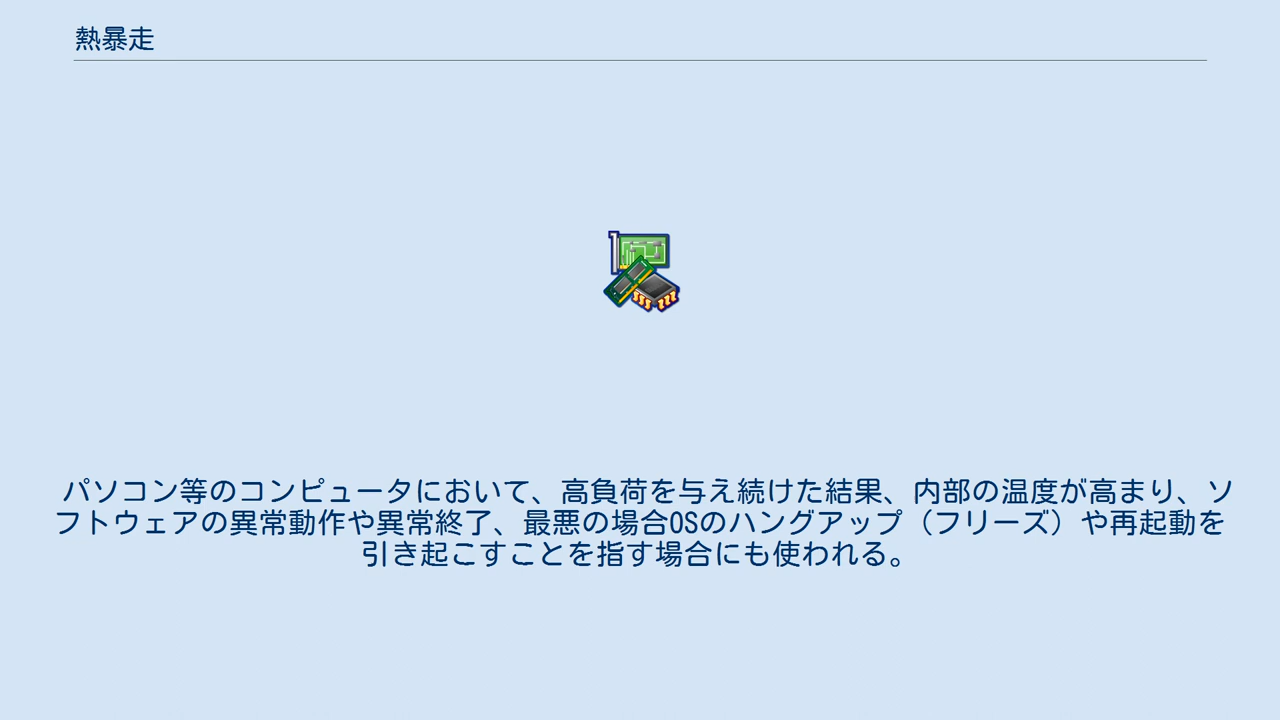 熱暴走
パソコン等のコンピュータにおいて、高負荷を与え続けた結果、内部の温度が高まり、ソ
フトウェアの異常動作や異常終了、最悪の場合OSのハングアップ（フリーズ）や再起動を
引き起こすことを指す場合にも使われる。